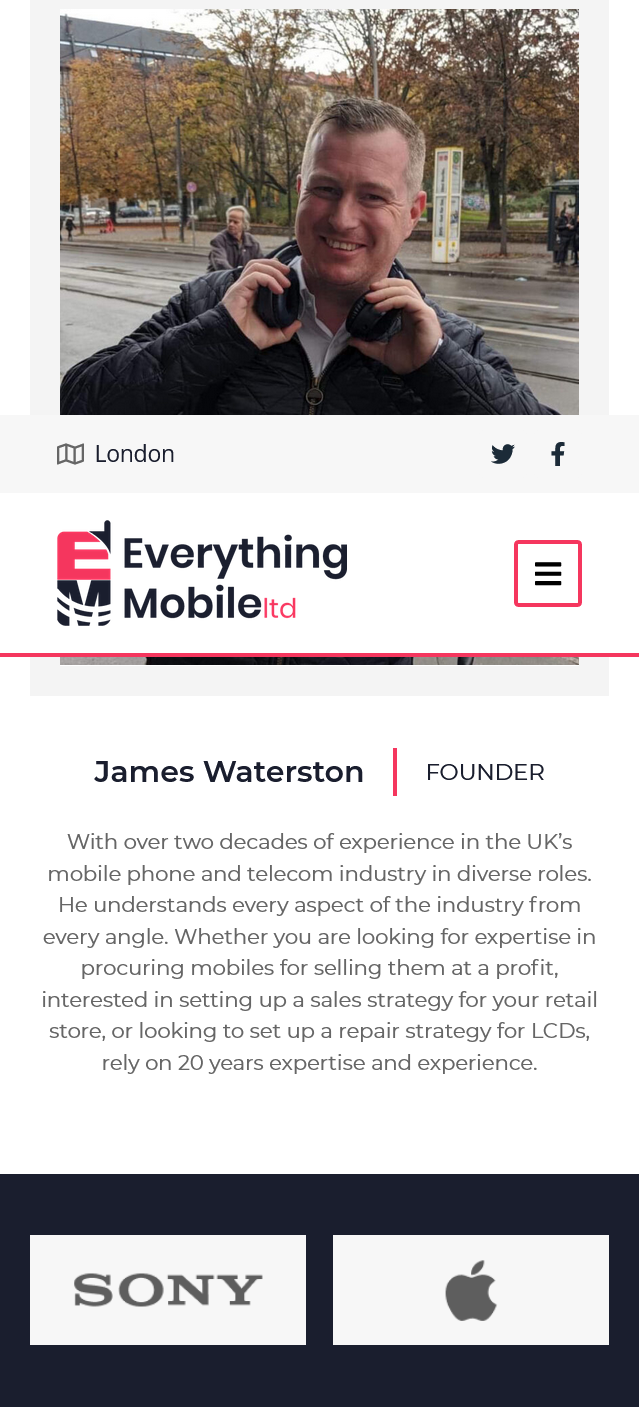 London
Everything
Mobile ltd
James Waterston
FOUNDER
With over two decades of experience in the UK’s
mobile phone and telecom industry in diverse roles.
He understands every aspect of the industry from
every angle. Whether you are looking for expertise in
procuring mobiles for selling them at a profit,
interested in setting up a sales strategy for your retail
store, or looking to set up a repair strategy for LCDs,
rely on 20 years expertise and experience.
SONY